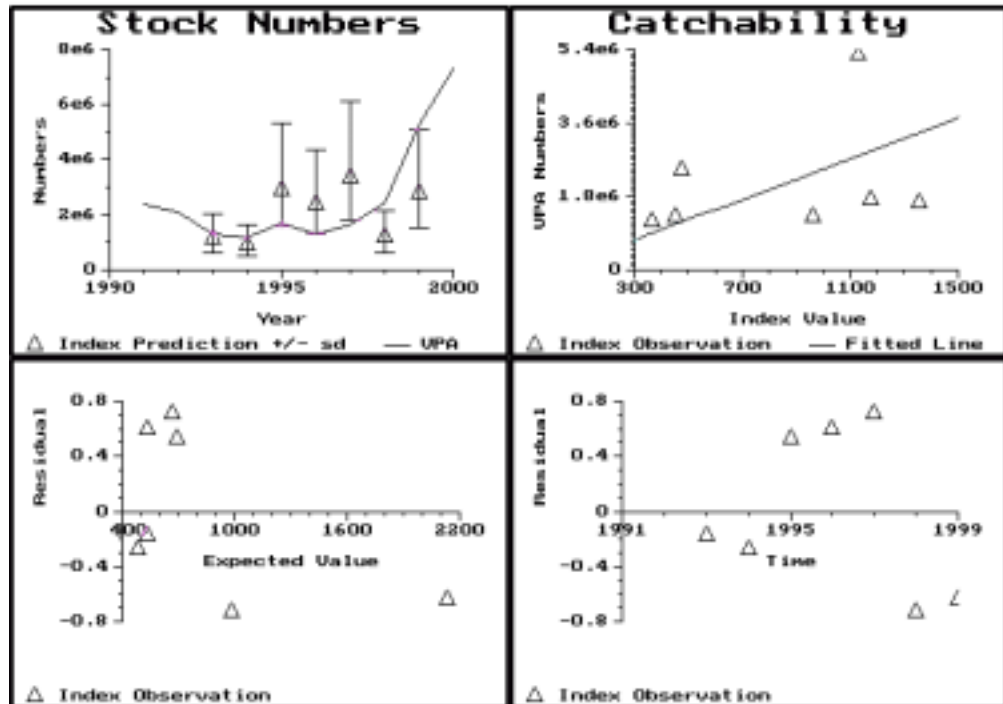 Stock Numbers
8e6
6e6
4e6
2e6
0
Numbers
1990 1995 2000
Year
Index Prediction +/- sd VPA
Catchability
5.4e6
3.6e6
1.8e6
0
VPA Numbers
300 700 1100 1500
Index Value
Index Observation Fitted Line
0.8
0.4
0
-0.4
-0.8
Residual
400 1000 1600 2200
Expected Value
Index Observation
0.8
0.4
0
-0.4
-0.8
Residual
1991 1995 1999
Time
Index Observation